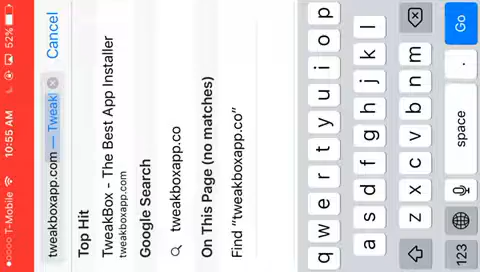 ●○○○○ T-Mobile 10:55 AM 52%
tweakboxapp.com — Tweak Cancel
Top Hit
TweakBox - The Best App Installer
tweakboxapp.com
Google Search
tweakboxapp.co
On This Page (no matches)
Find “tweakboxapp.co”
q w e r t y u i o p
a s d f g h j k l
z x c v b n m
123 space . Go